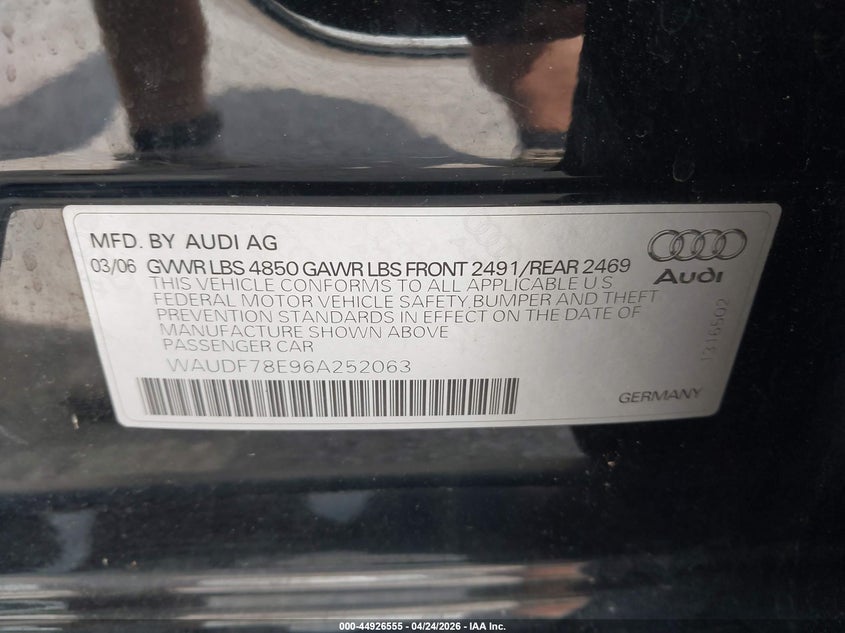 MFD. BY AUDI AG
03/06 GVWR LBS 4850 GAWR LBS FRONT 2491/REAR 2469
THIS VEHICLE CONFORMS TO ALL APPLICABLE U S
FEDERAL MOTOR VEHICLE SAFETY, BUMPER AND THEFT
PREVENTION STANDARDS IN EFFECT ON THE DATE OF
MANUFACTURE SHOWN ABOVE
PASSENGER CAR
WAUDF78E96A252063
Audi
1316502
GERMANY
000-44926555 - 04/24/2026 - IAA Inc.